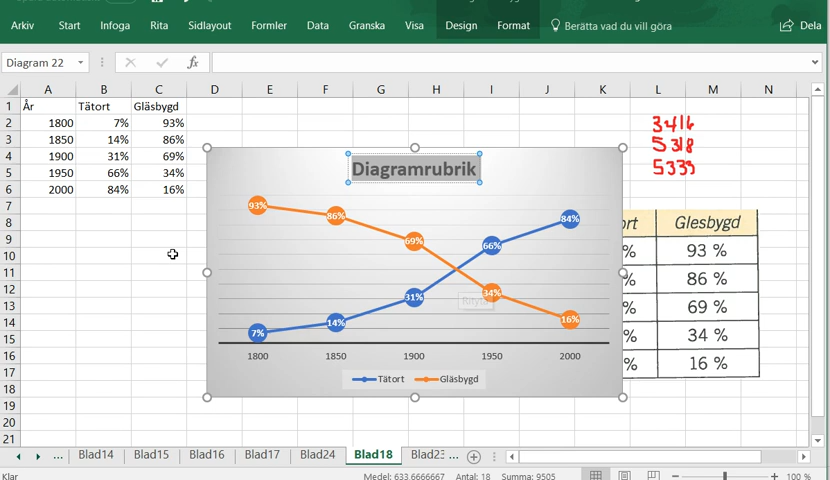 Arkiv Start Infoga Rita Sidlayout Formler Data Granska Visa Design Format Berätta vad du vill göra Dela
Diagram 22 fx
A B C D E F G H I J K L M N
1 År Tätort Gläsbygd
2 1800 7% 93%
3 1850 14% 86%
4 1900 31% 69%
5 1950 66% 34%
6 2000 84% 16%
7
8
9
10
11
12
13
14
15
16
17
18
19
20
21
3416
5318
5333
Diagramrubrik
93% 86% 69% 34% 16%
7% 14% 31% 66% 84%
Rityta
1800 1850 1900 1950 2000
Tätort Gläsbygd
ort Glesbygd
% 93 %
% 86 %
% 69 %
% 34 %
% 16 %
... Blad14 Blad15 Blad16 Blad17 Blad24 Blad18 Blad23 ...
Klar Medel: 633,6666667 Antal: 18 Summa: 9505 100 %